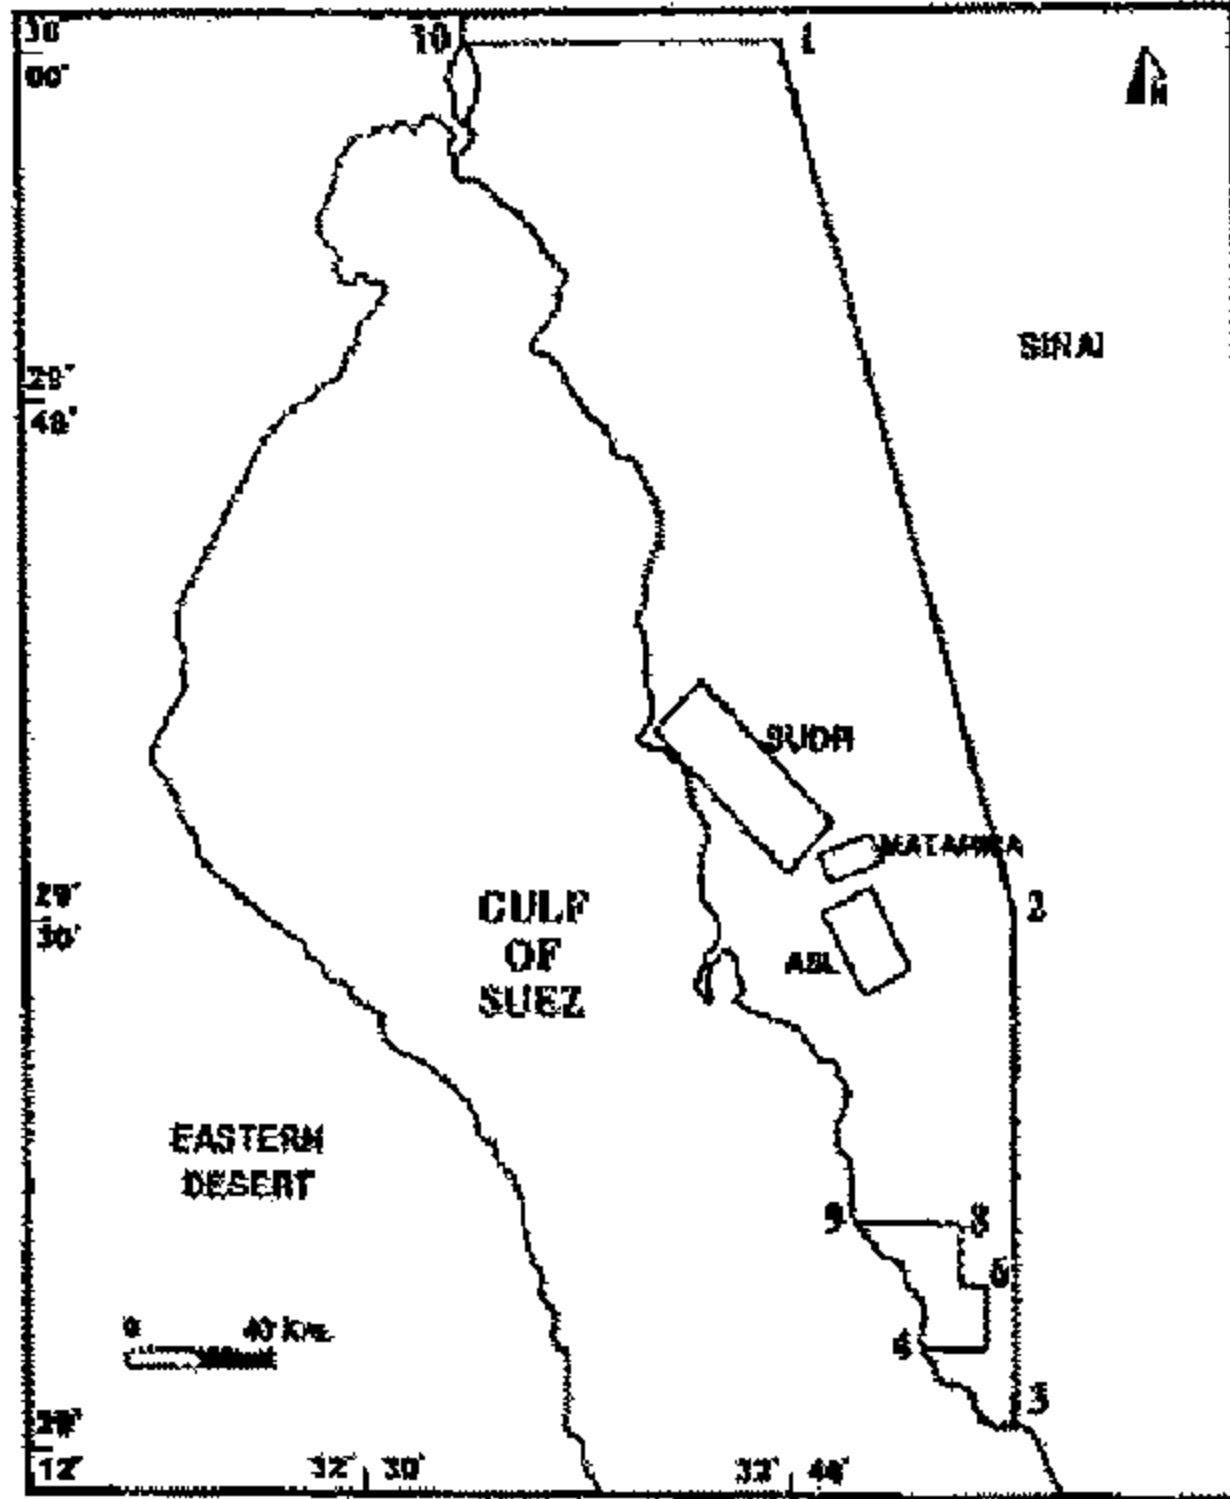 30°
00'
10
1
N
SINAI
29°
48'
SUDR
MATARMA
2
29°
30'
GULF
OF
SUEZ
ASL
EASTERN
DESERT
9
8
6
4
3
0 40 Km.
12'
32° 30'